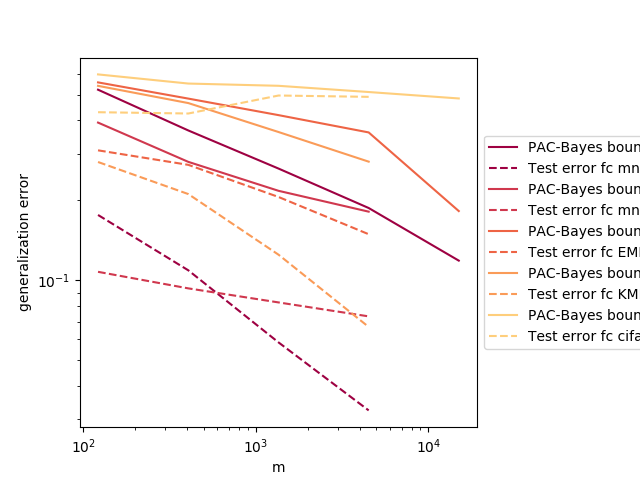 generalization error
10⁻¹
10² 10³ 10⁴
m
PAC-Bayes boun
Test error fc mn
PAC-Bayes boun
Test error fc mn
PAC-Bayes boun
Test error fc EM
PAC-Bayes boun
Test error fc KM
PAC-Bayes boun
Test error fc cifa